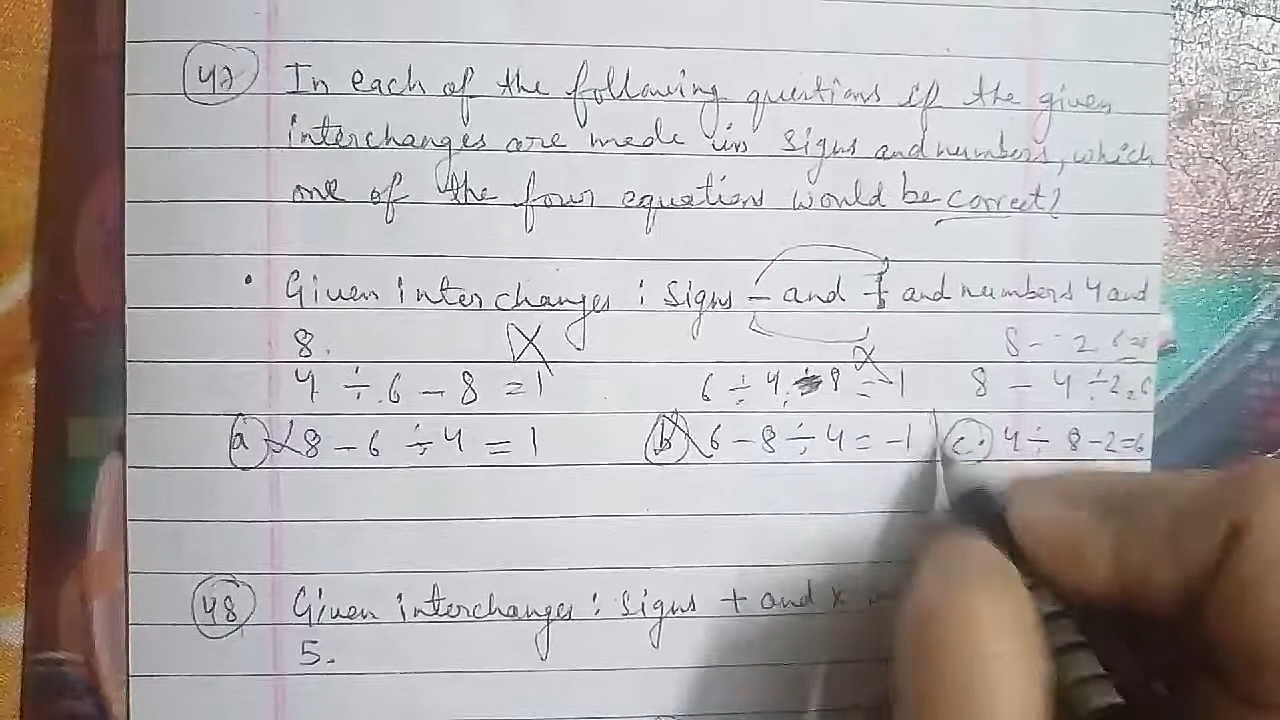 47 In each of the following questions if the given
interchanges are made in signs and numbers, which
one of the four equations would be correct?
• Given interchanges : Signs - and ÷ and numbers 4 and
8.
8 - 2 6 =
4 ÷ 6 - 8 = 1
6 ÷ 4 ÷ 8 = -1
8 - 4 ÷ 2 = 6
a 8 - 6 ÷ 4 = 1
b 6 - 8 ÷ 4 = -1
c. 4 ÷ 8 - 2 = 6
48 Given interchanges : Signs + and x
5.